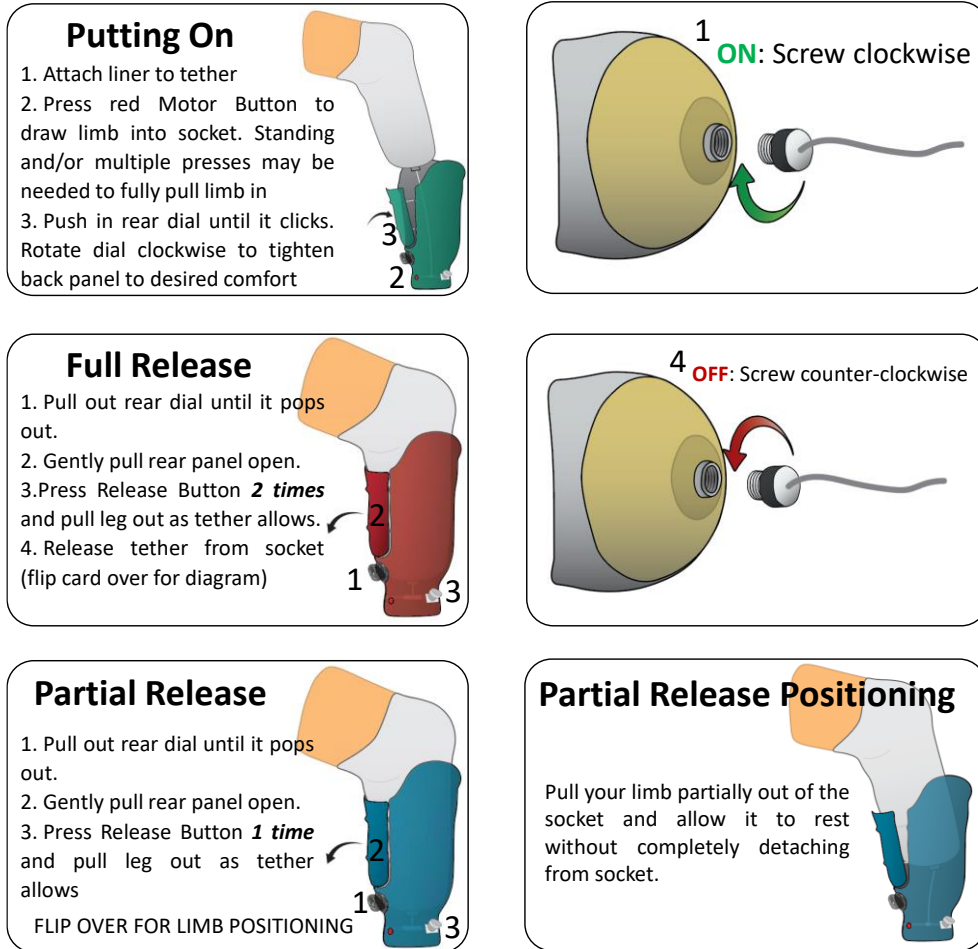 Putting On
1. Attach liner to tether
2. Press red Motor Button to
draw limb into socket. Standing
and/or multiple presses may be
needed to fully pull limb in
3. Push in rear dial until it clicks.
Rotate dial clockwise to tighten
back panel to desired comfort
3
2
1
ON: Screw clockwise
Full Release
1. Pull out rear dial until it pops
out.
2. Gently pull rear panel open.
3.Press Release Button 2 times
and pull leg out as tether allows.
4. Release tether from socket
(flip card over for diagram)
2
1
3
4
OFF: Screw counter-clockwise
Partial Release
1. Pull out rear dial until it pops
out.
2. Gently pull rear panel open.
3. Press Release Button 1 time
and pull leg out as tether
allows
FLIP OVER FOR LIMB POSITIONING
2
1
3
Partial Release Positioning
Pull your limb partially out of the
socket and allow it to rest
without completely detaching
from socket.